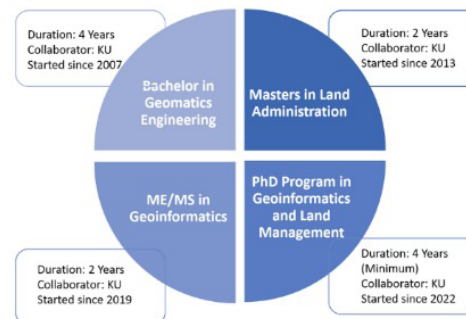 Duration: 4 Years
Collaborator: KU
Started since 2007
Duration: 2 Years
Collaborator: KU
Started since 2013
Bachelor in
Geomatics
Engineering
Masters in Land
Administration
ME/MS in
Geoinformatics
PhD Program in
Geoinformatics
and Land
Management
Duration: 2 Years
Collaborator: KU
Started since 2019
Duration: 4 Years
(Minimum)
Collaborator: KU
Started since 2022